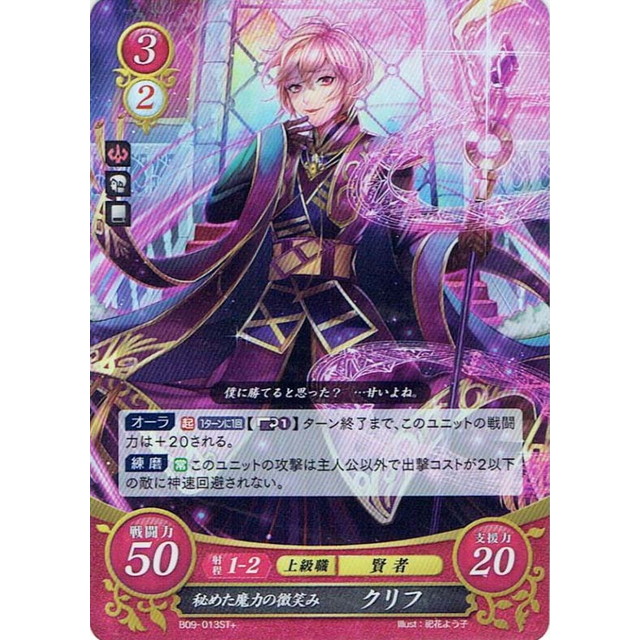 3
2
僕に勝てると思った? …甘いよね。
オーラ 起 1ターンに1回【1】ターン終了まで、このユニットの戦闘
力は+20される。
練磨 常 このユニットの攻撃は主人公以外で出撃コストが2以下
の敵に神速回避されない。
戦闘力
50
射程 1-2 上級職 賢者
支援力
20
秘めた魔力の微笑み クリフ
B09-013ST+ Illust:祀花よう子